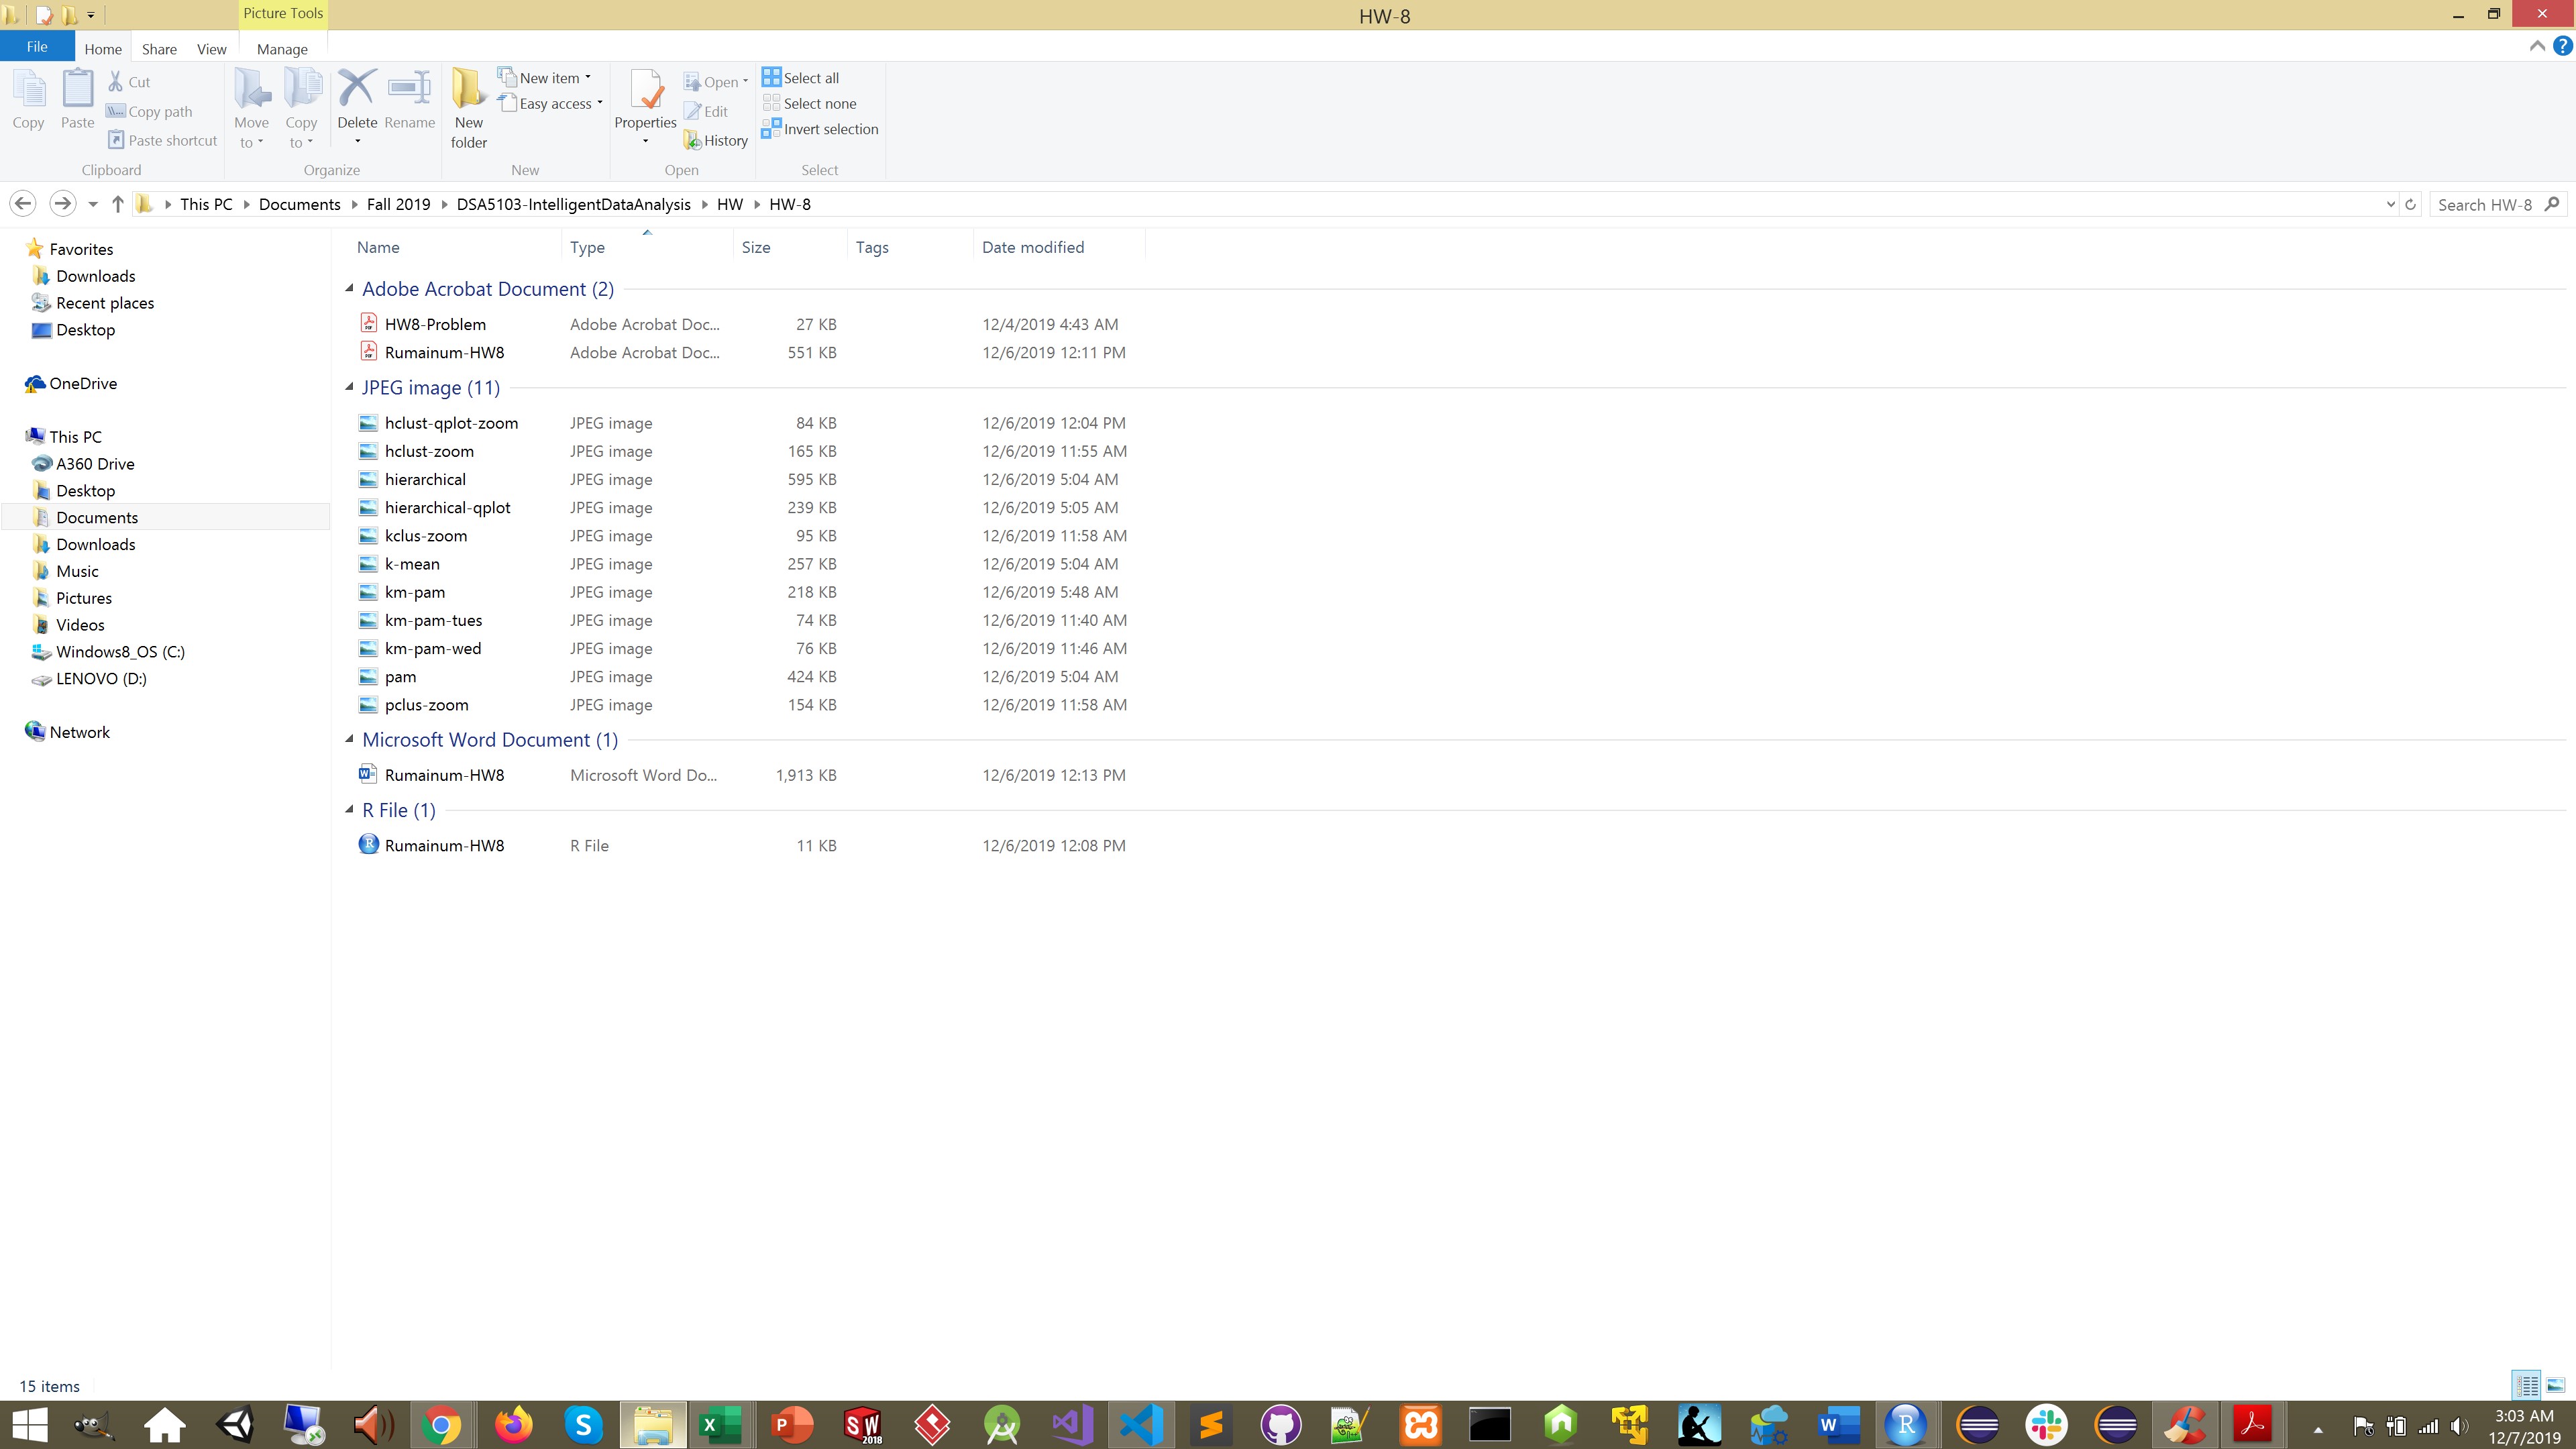 Picture Tools
HW-8
File Home Share View Manage
Copy
Paste
Cut
Copy path
Paste shortcut
Clipboard
Move to
Copy to
Delete
Rename
Organize
New folder
New item
Easy access
New
Properties
Open
Edit
History
Open
Select all
Select none
Invert selection
Select
This PC Documents Fall 2019 DSA5103-IntelligentDataAnalysis HW HW-8
Search HW-8
Favorites
Downloads
Recent places
Desktop
OneDrive
This PC
A360 Drive
Desktop
Documents
Downloads
Music
Pictures
Videos
Windows8_OS (C:)
LENOVO (D:)
Network
Name Type Size Tags Date modified
Adobe Acrobat Document (2)
HW8-Problem Adobe Acrobat Doc... 27 KB 12/4/2019 4:43 AM
Rumainum-HW8 Adobe Acrobat Doc... 551 KB 12/6/2019 12:11 PM
JPEG image (11)
hclust-qplot-zoom JPEG image 84 KB 12/6/2019 12:04 PM
hclust-zoom JPEG image 165 KB 12/6/2019 11:55 AM
hierarchical JPEG image 595 KB 12/6/2019 5:04 AM
hierarchical-qplot JPEG image 239 KB 12/6/2019 5:05 AM
kclus-zoom JPEG image 95 KB 12/6/2019 11:58 AM
k-mean JPEG image 257 KB 12/6/2019 5:04 AM
km-pam JPEG image 218 KB 12/6/2019 5:48 AM
km-pam-tues JPEG image 74 KB 12/6/2019 11:40 AM
km-pam-wed JPEG image 76 KB 12/6/2019 11:46 AM
pam JPEG image 424 KB 12/6/2019 5:04 AM
pclus-zoom JPEG image 154 KB 12/6/2019 11:58 AM
Microsoft Word Document (1)
Rumainum-HW8 Microsoft Word Do... 1,913 KB 12/6/2019 12:13 PM
R File (1)
Rumainum-HW8 R File 11 KB 12/6/2019 12:08 PM
15 items
SW 2018
3:03 AM
12/7/2019